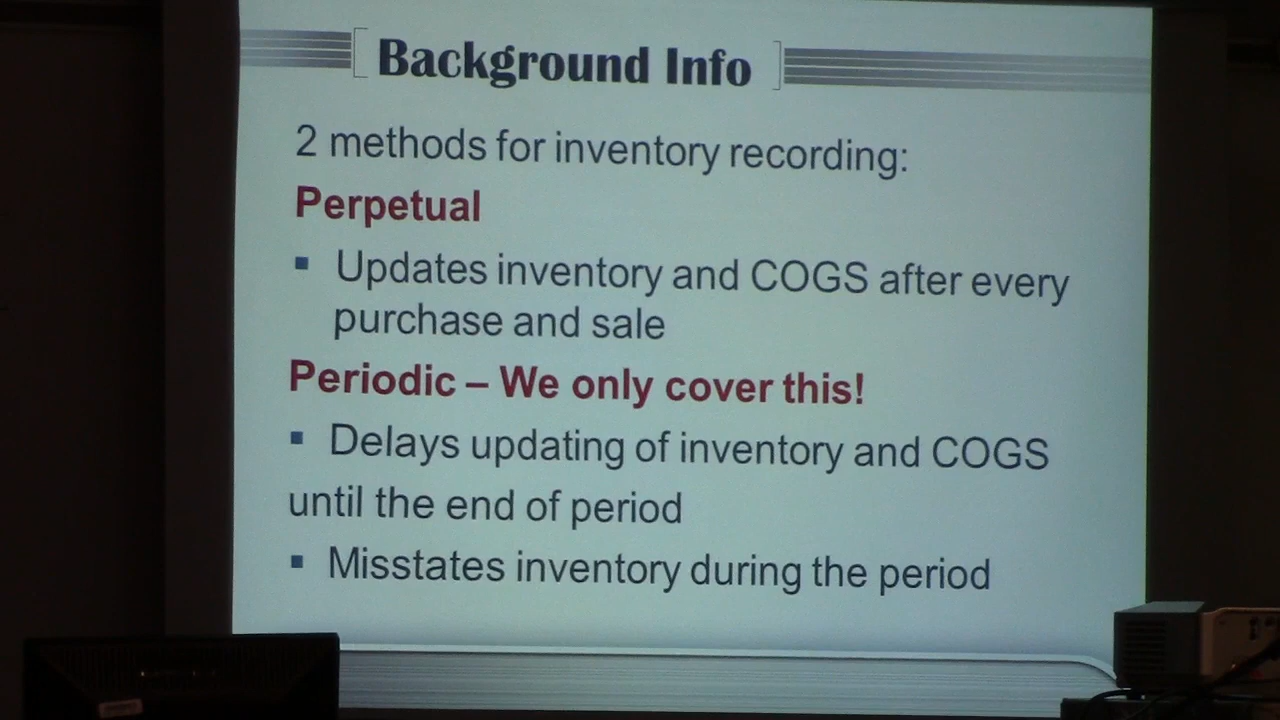 Background Info
2 methods for inventory recording:
Perpetual
▪ Updates inventory and COGS after every
purchase and sale
Periodic – We only cover this!
▪ Delays updating of inventory and COGS
until the end of period
▪ Misstates inventory during the period